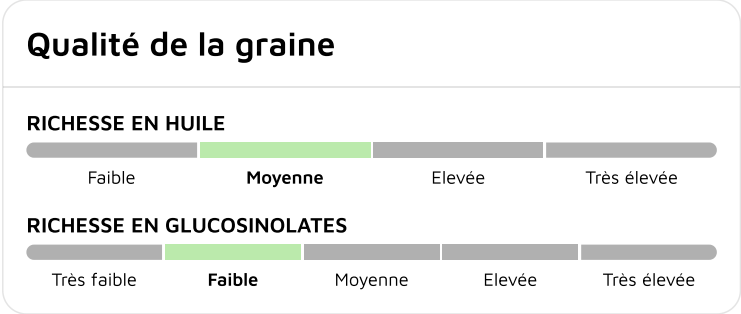 Qualité de la graine
RICHESSE EN HUILE
Faible Moyenne Elevée Très élevée
RICHESSE EN GLUCOSINOLATES
Très faible Faible Moyenne Elevée Très élevée